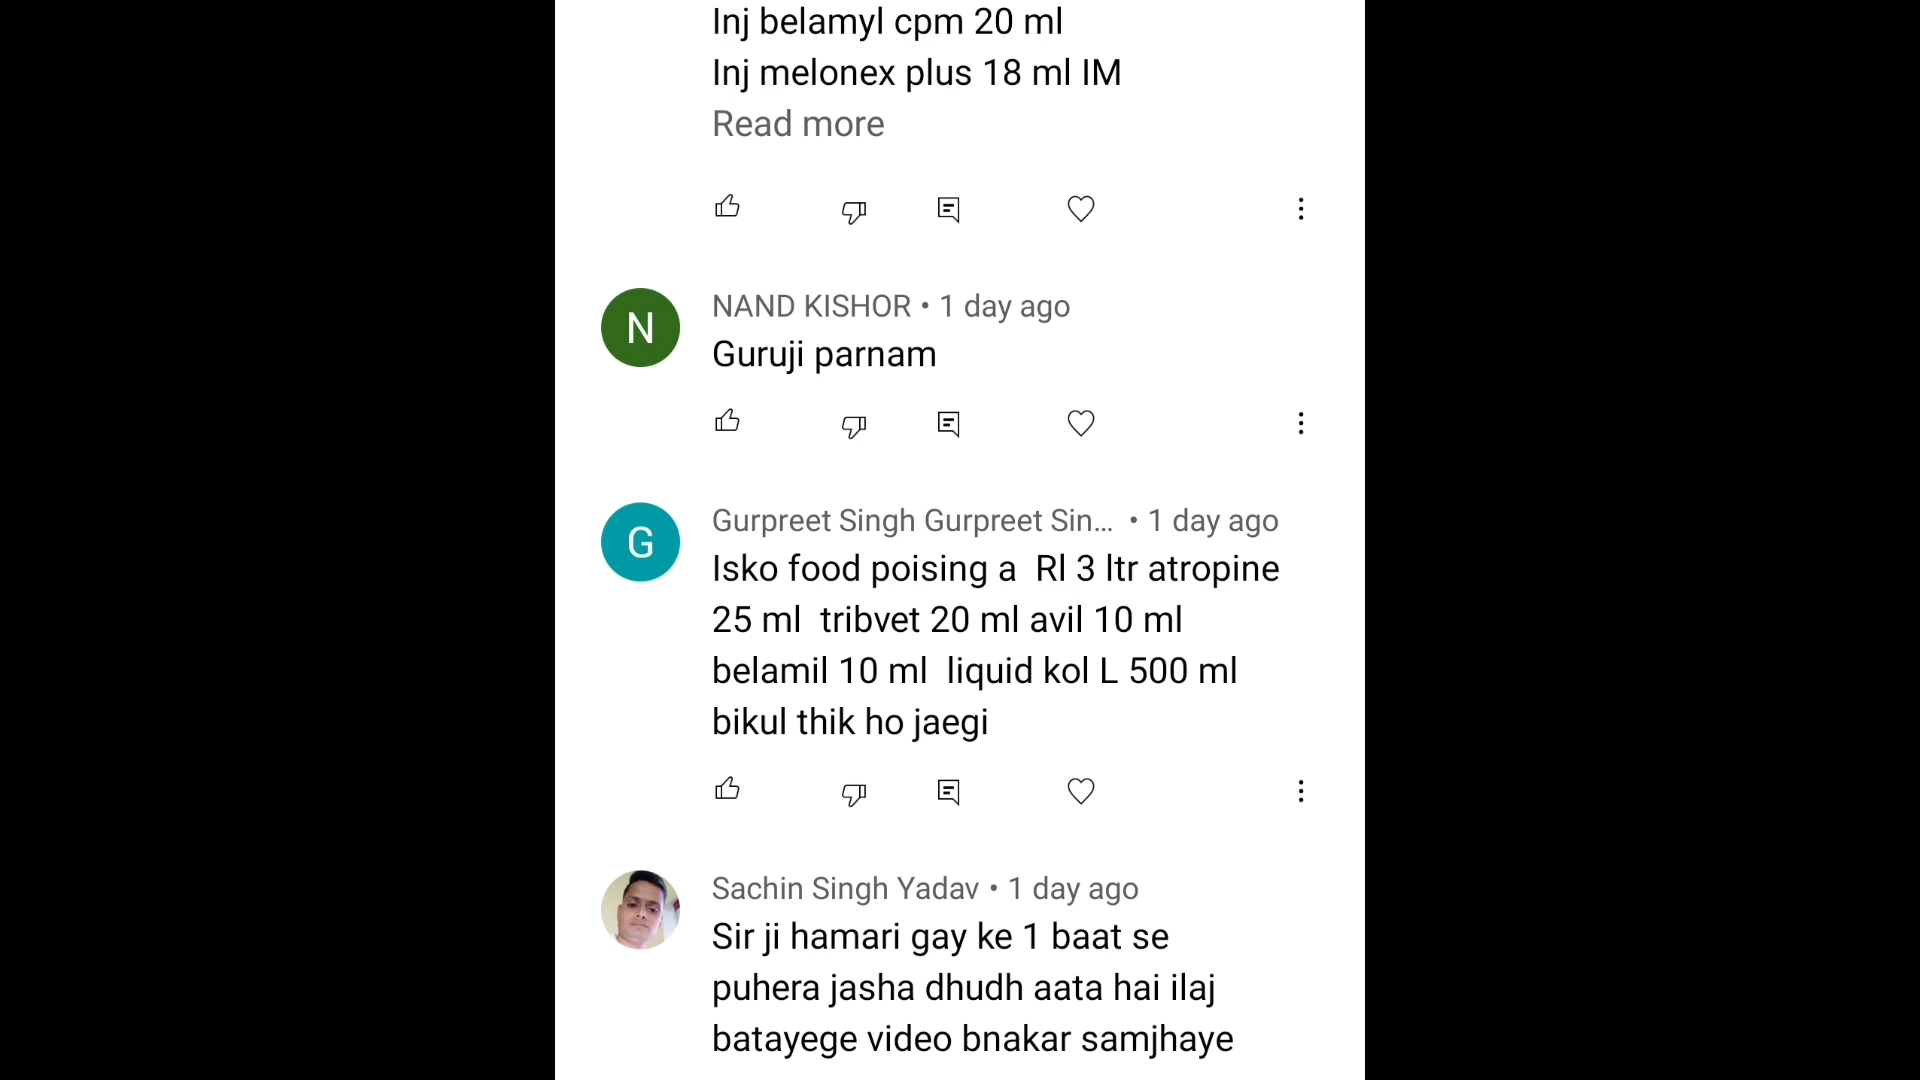 Inj belamyl cpm 20 ml
Inj melonex plus 18 ml IM
Read more
N
NAND KISHOR • 1 day ago
Guruji parnam
G
Gurpreet Singh Gurpreet Sin... • 1 day ago
Isko food poising a Rl 3 ltr atropine
25 ml tribvet 20 ml avil 10 ml
belamil 10 ml liquid kol L 500 ml
bikul thik ho jaegi
Sachin Singh Yadav • 1 day ago
Sir ji hamari gay ke 1 baat se
puhera jasha dhudh aata hai ilaj
batayege video bnakar samjhaye